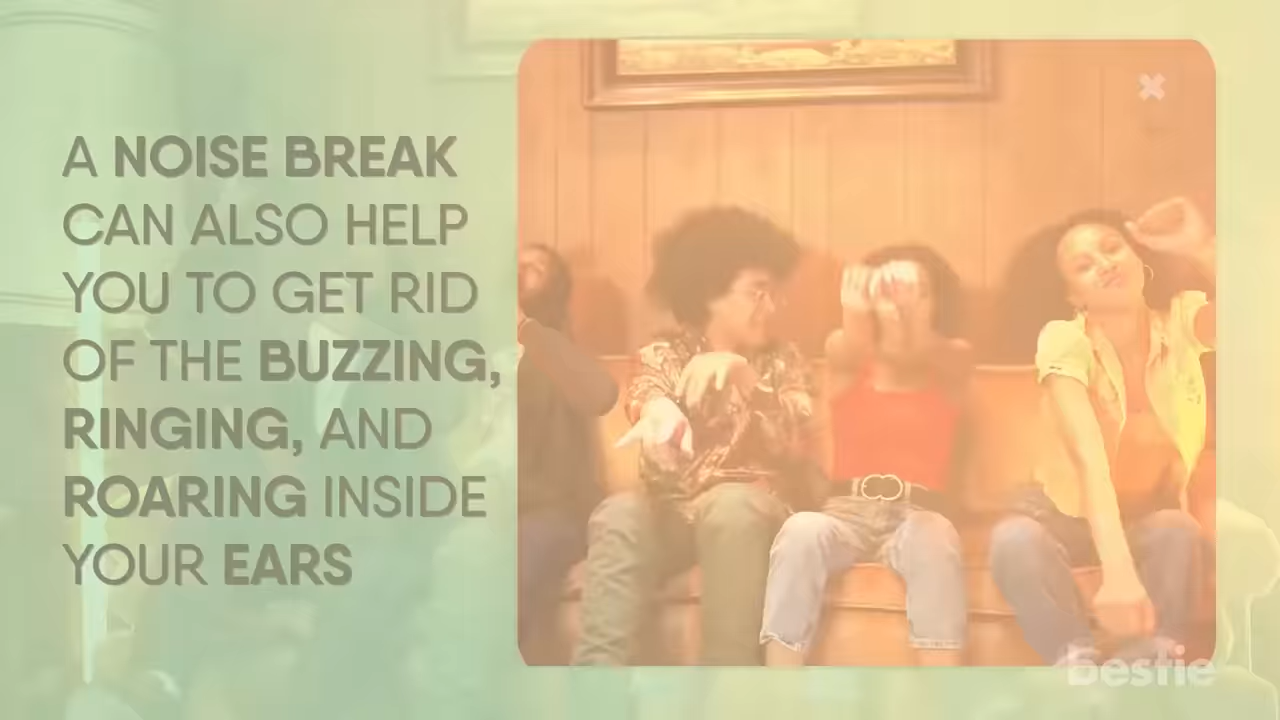 A NOISE BREAK
CAN ALSO HELP
YOU TO GET RID
OF THE BUZZING,
RINGING, AND
ROARING INSIDE
YOUR EARS
bestie